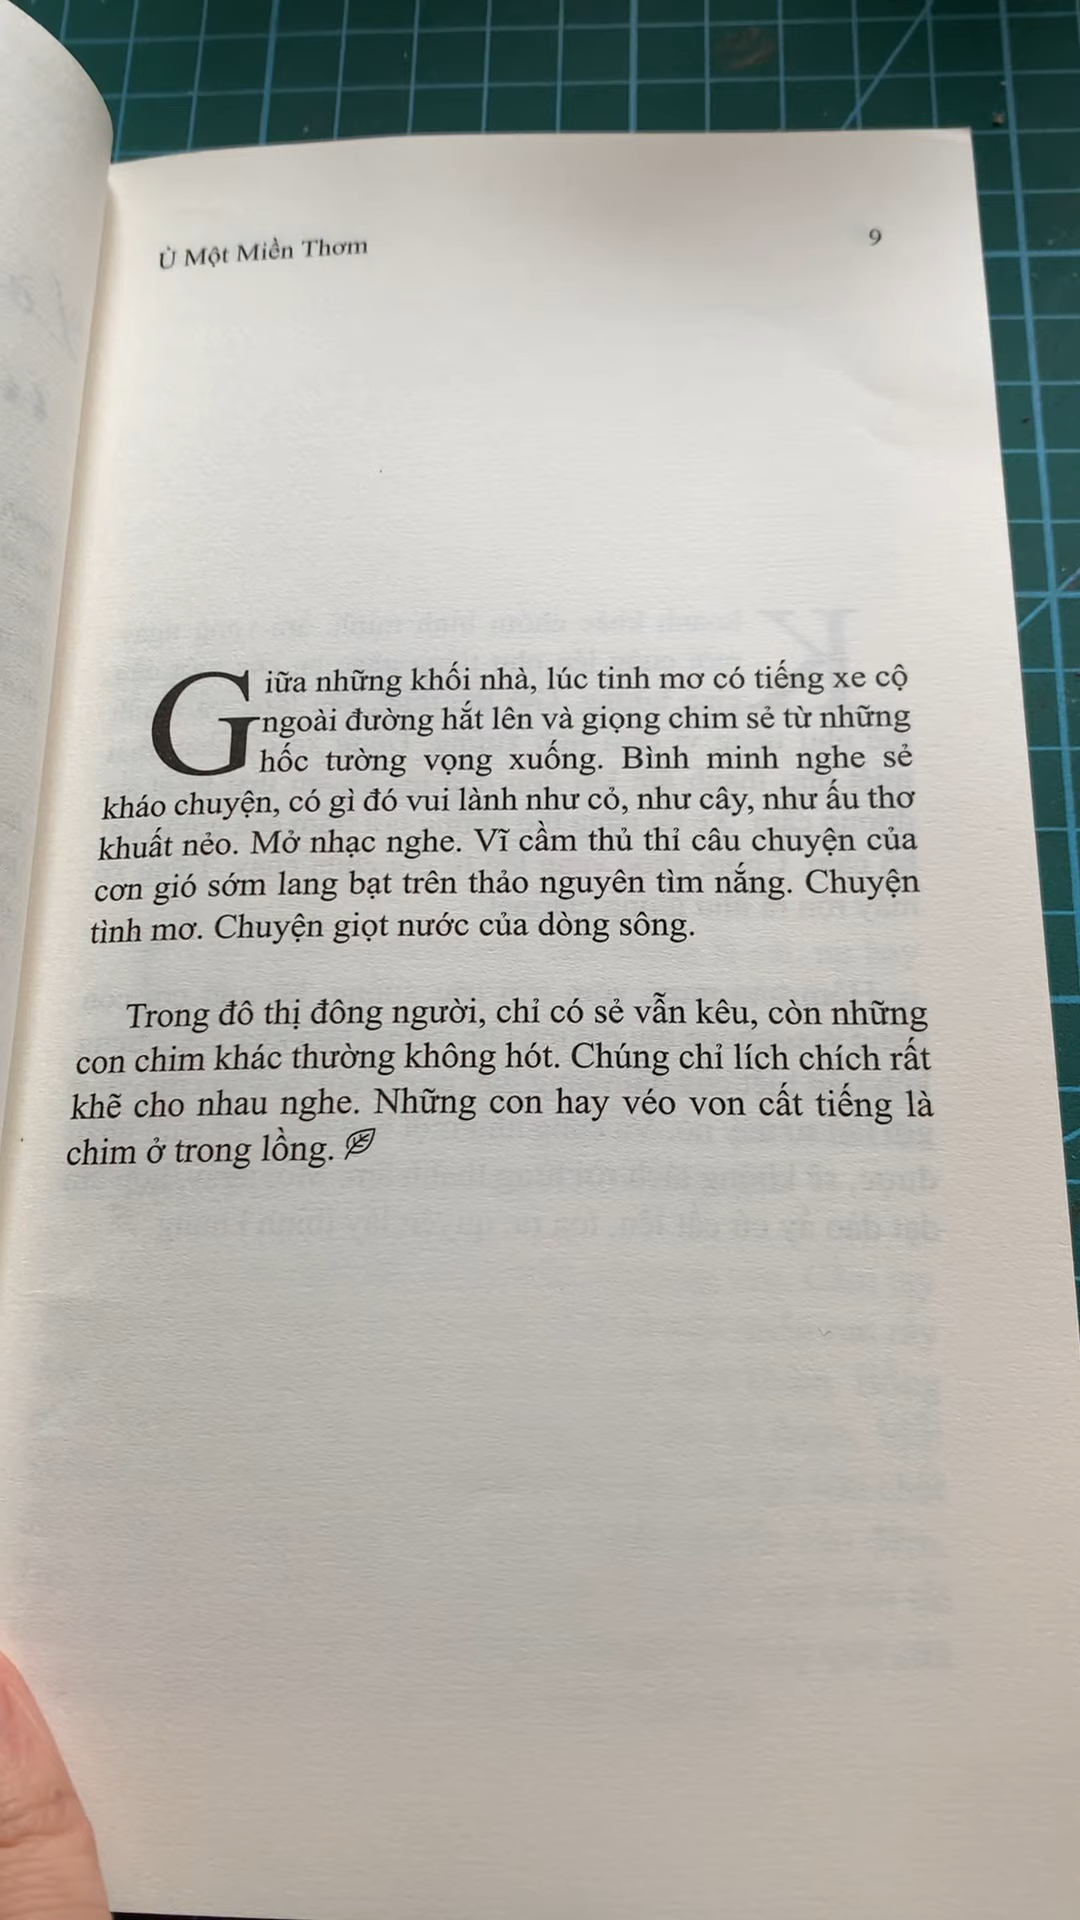 Ủ Một Miền Thơm
9
Giữa những khối nhà, lúc tinh mơ có tiếng xe cộ
ngoài đường hắt lên và giọng chim sẻ từ những
hốc tường vọng xuống. Bình minh nghe sẻ
kháo chuyện, có gì đó vui lành như cỏ, như cây, như ấu thơ
khuất nẻo. Mở nhạc nghe. Vĩ cầm thủ thỉ câu chuyện của
cơn gió sớm lang bạt trên thảo nguyên tìm nắng. Chuyện
tình mơ. Chuyện giọt nước của dòng sông.
Trong đô thị đông người, chỉ có sẻ vẫn kêu, còn những
con chim khác thường không hót. Chúng chỉ lích chích rất
khẽ cho nhau nghe. Những con hay véo von cất tiếng là
chim ở trong lồng.